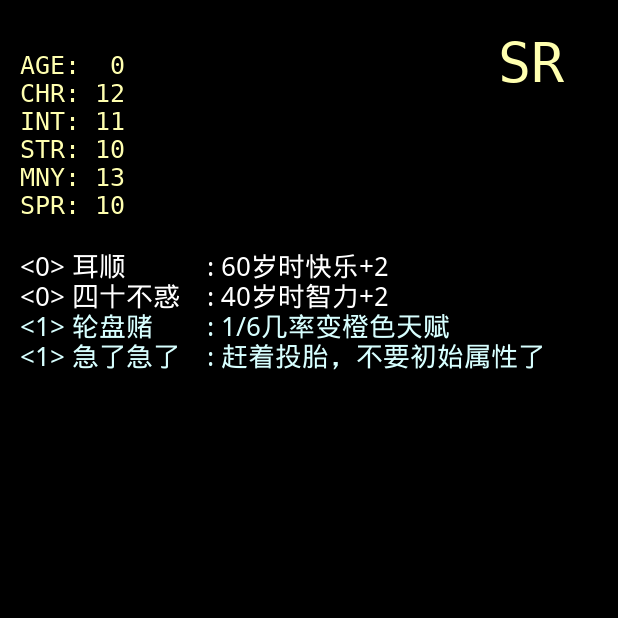 SR
AGE:  0
CHR: 12
INT: 11
STR: 10
MNY: 13
SPR: 10
<0> 耳顺 : 60岁时快乐+2
<0> 四十不惑 : 40岁时智力+2
<1> 轮盘赌 : 1/6几率变橙色天赋
<1> 急了急了 : 赶着投胎，不要初始属性了